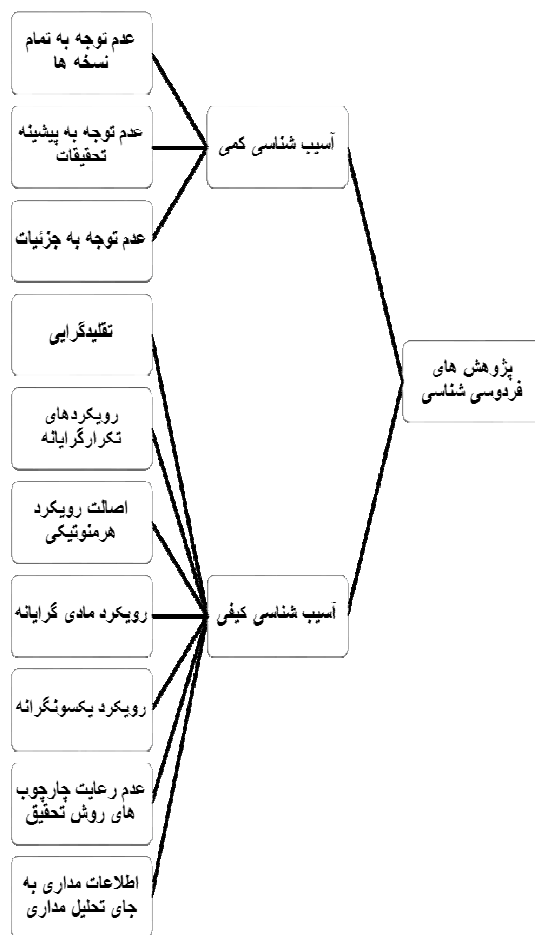 پژوهش های
فردوسی شناسی
آسیب شناسی کمی
عدم توجه به تمام
نسخه ها
عدم توجه به پیشینه
تحقیقات
عدم توجه به جزئیات
آسیب شناسی کیفی
تقلیدگرایی
رویکردهای
تکرارگرایانه
اصالت رویکرد
هرمنوتیکی
رویکرد مادی گرایانه
رویکرد یکسونگرانه
عدم رعایت چارچوب
های روش تحقیق
اطلاعات مداری به
جای تحلیل مداری